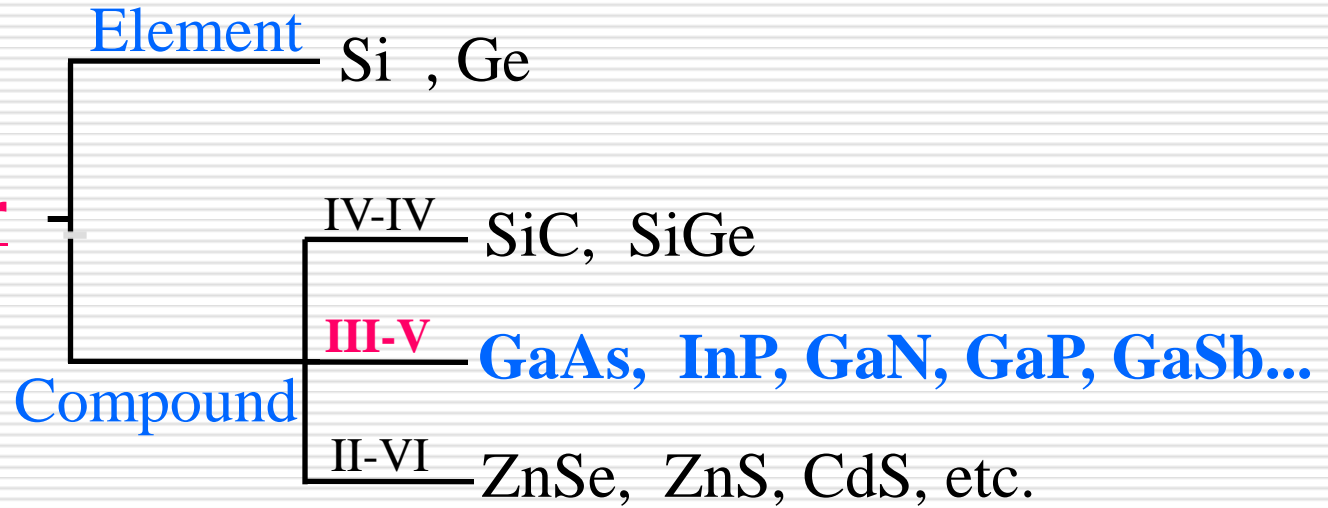 Element
Si , Ge
IV-IV
SiC, SiGe
III-V
GaAs, InP, GaN, GaP, GaSb...
Compound
II-VI
ZnSe, ZnS, CdS, etc.